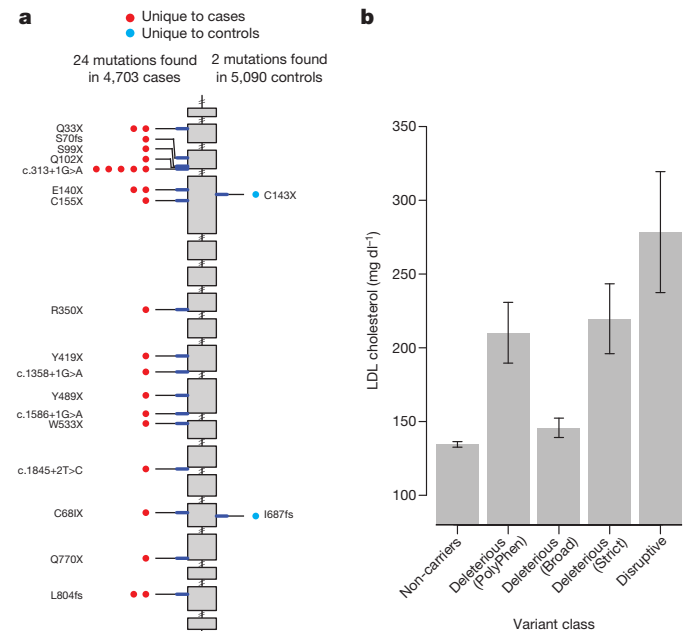 a
Unique to cases
Unique to controls
24 mutations found
in 4,703 cases
2 mutations found
in 5,090 controls
Q33X
S70fs
S99X
Q102X
c.313+1G>A
E140X
C155X
C143X
R350X
Y419X
c.1358+1G>A
Y489X
c.1586+1G>A
W533X
c.1845+2T>C
C68IX
I687fs
Q770X
L804fs
b
350
300
250
200
150
100
LDL cholesterol (mg dl⁻¹)
Non-carriers
Deleterious
(PolyPhen)
Deleterious
(Broad)
Deleterious
(Strict)
Disruptive
Variant class